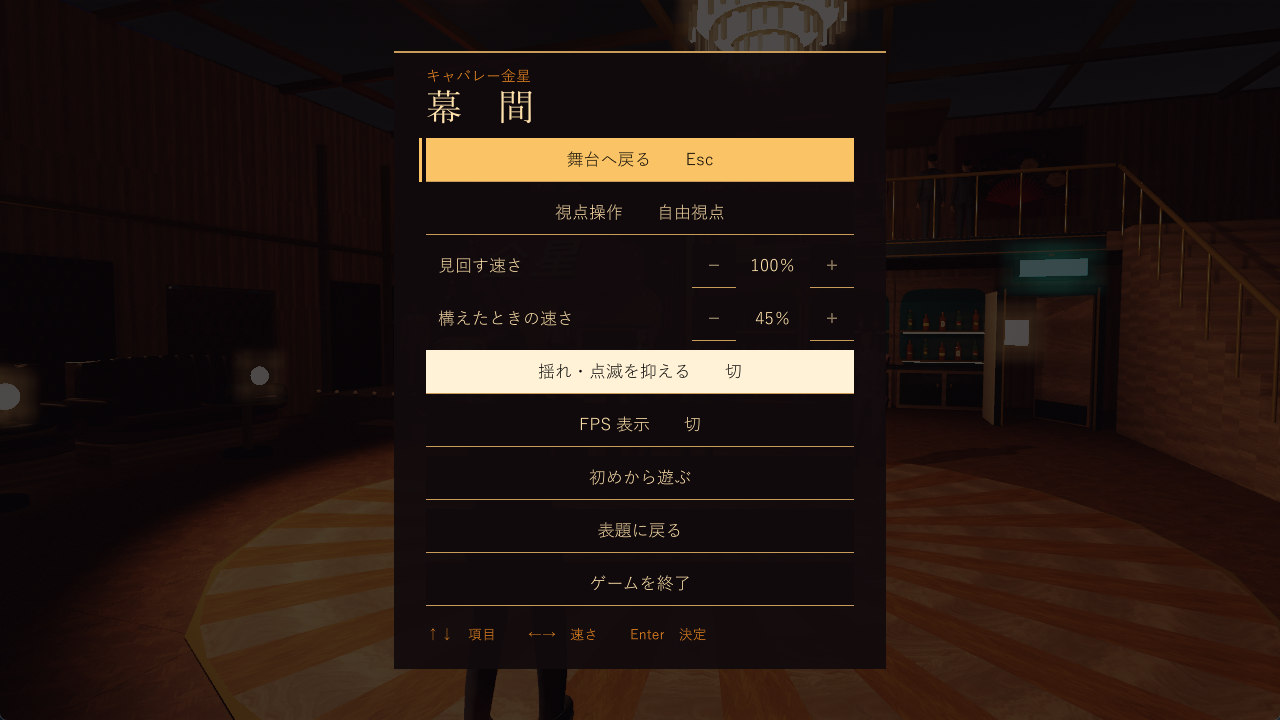 キャバレー金星
幕　間
舞台へ戻る　　Esc
視点操作　　自由視点
見回す速さ　－　100%　＋
構えたときの速さ　－　45%　＋
揺れ・点滅を抑える　　切
FPS 表示　　切
初めから遊ぶ
表題に戻る
ゲームを終了
↑↓　項目　　←→　速さ　　Enter　決定